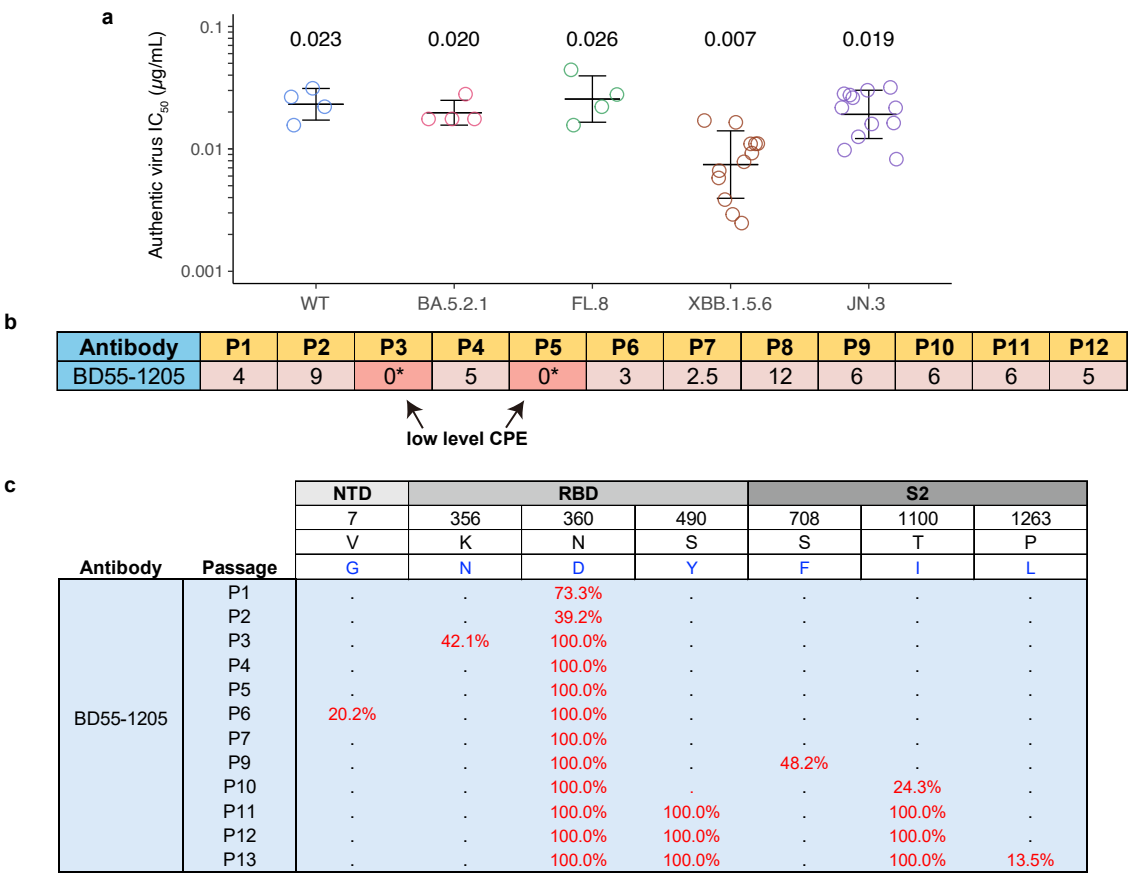 a
Authentic virus IC50 (µg/mL)
0.1
0.01
0.001
0.023 0.020 0.026 0.007 0.019
WT BA.5.2.1 FL.8 XBB.1.5.6 JN.3
b
Antibody P1 P2 P3 P4 P5 P6 P7 P8 P9 P10 P11 P12
BD55-1205 4 9 0* 5 0* 3 2.5 12 6 6 6 5
low level CPE
c
NTD RBD S2
7 356 360 490 708 1100 1263
V K N S S T P
Antibody Passage G N D Y F I L
BD55-1205
P1 . . 73.3% . . . .
P2 . . 39.2% . . . .
P3 . 42.1% 100.0% . . . .
P4 . . 100.0% . . . .
P5 . . 100.0% . . . .
P6 20.2% . 100.0% . . . .
P7 . . 100.0% . . . .
P9 . . 100.0% . 48.2% . .
P10 . . 100.0% . . 24.3% .
P11 . . 100.0% 100.0% . 100.0% .
P12 . . 100.0% 100.0% . 100.0% .
P13 . . 100.0% 100.0% . 100.0% 13.5%